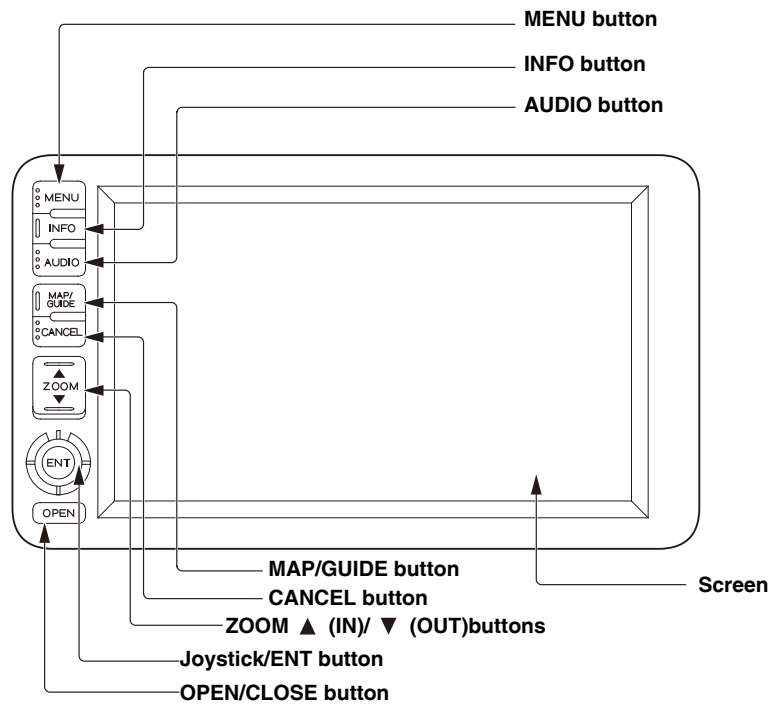 MENU button
INFO button
AUDIO button
MENU
INFO
AUDIO
MAP/
GUIDE
CANCEL
▲
ZOOM
▼
ENT
OPEN
MAP/GUIDE button
Screen
CANCEL button
ZOOM ▲ (IN)/ ▼ (OUT)buttons
Joystick/ENT button
OPEN/CLOSE button